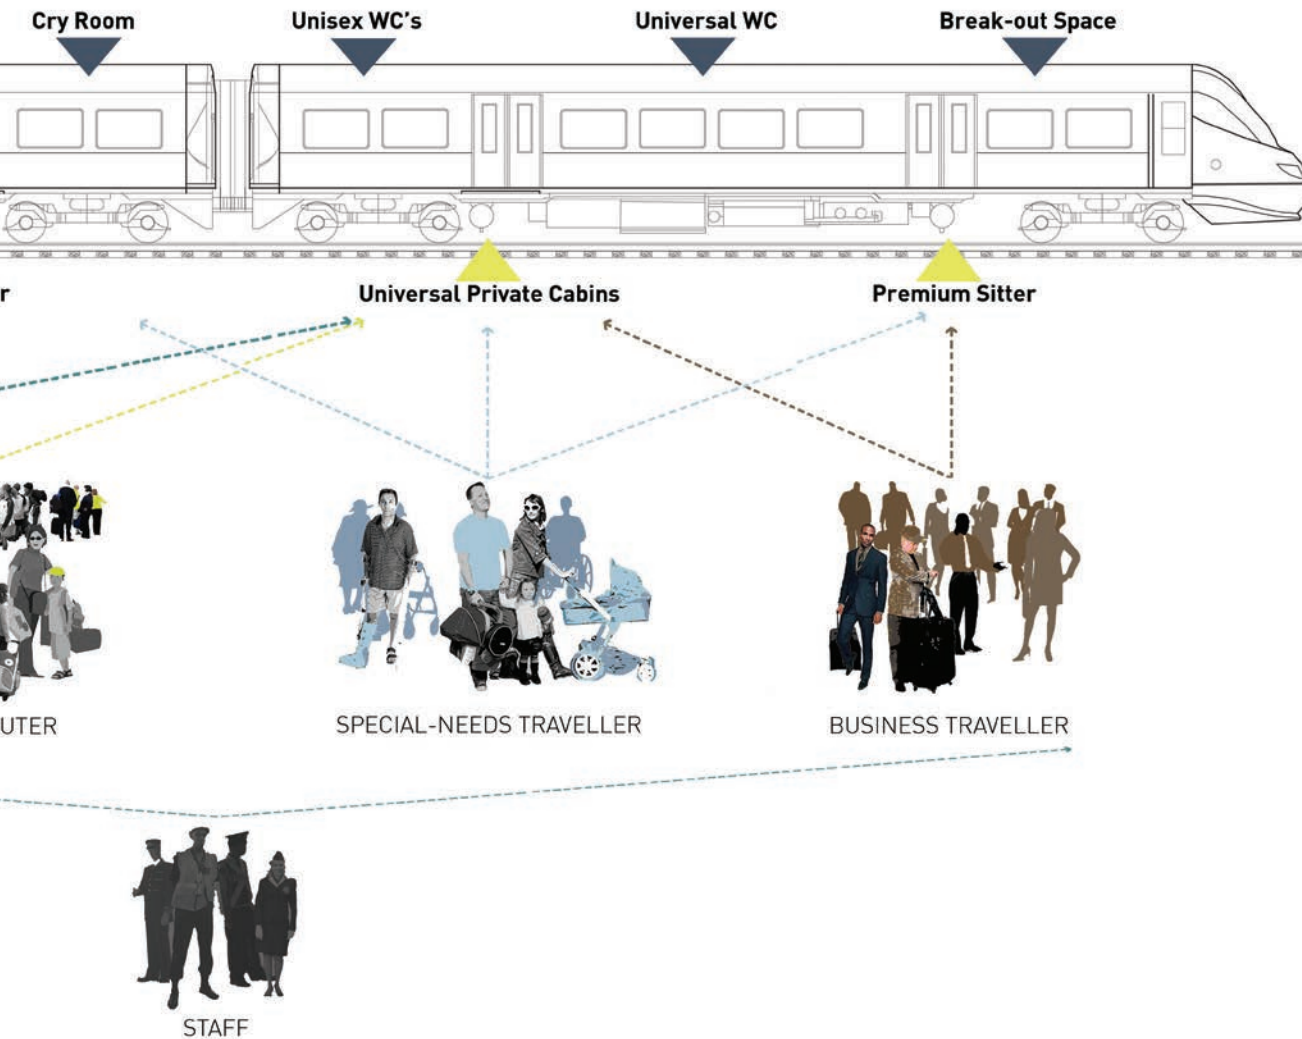 Cry Room
Unisex WC's
Universal WC
Break-out Space
r
Universal Private Cabins
Premium Sitter
UTER
SPECIAL-NEEDS TRAVELLER
BUSINESS TRAVELLER
STAFF